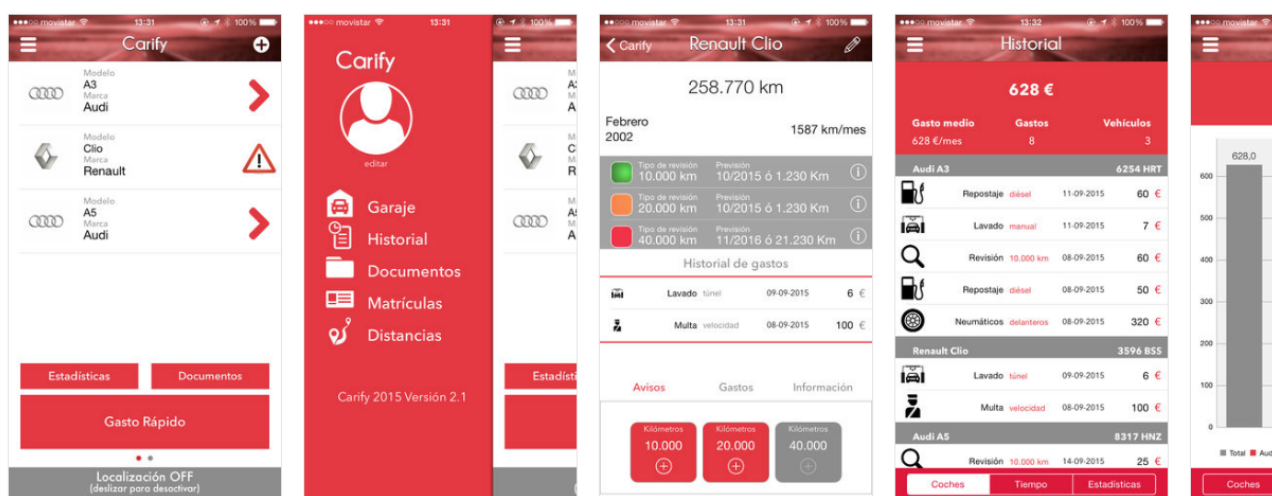 movistar 13:31 100%
Carify
Modelo
A3
Marca
Audi
Modelo
Clio
Marca
Renault
Modelo
A5
Marca
Audi
Estadísticas Documentos
Gasto Rápido
Localización OFF
(deslizar para desactivar)
movistar 13:31 100%
Carify
editar
Garaje
Historial
Documentos
Matrículas
Distancias
Carify 2015 Versión 2.1
movistar 13:31 100%
Carify Renault Clio
258.770 km
Febrero
2002
1587 km/mes
Tipo de revisión Previsión
10.000 km 10/2015 ó 1.230 Km
Tipo de revisión Previsión
20.000 km 10/2015 ó 1.230 Km
Tipo de revisión Previsión
40.000 km 11/2016 ó 21.230 Km
Historial de gastos
Lavado túnel 09-09-2015 6 €
Multa velocidad 08-09-2015 100 €
Avisos Gastos Información
Kilómetros Kilómetros Kilómetros
10.000 20.000 40.000
movistar 13:32 100%
Historial
628 €
Gasto medio Gastos Vehículos
628 €/mes 8 3
Audi A3 6254 HRT
Repostaje diésel 11-09-2015 60 €
Lavado manual 11-09-2015 7 €
Revisión 10.000 km 08-09-2015 60 €
Repostaje diésel 08-09-2015 50 €
Neumáticos delanteros 08-09-2015 320 €
Renault Clio 3596 BSS
Lavado túnel 09-09-2015 6 €
Multa velocidad 08-09-2015 100 €
Audi A5 8317 HNZ
Revisión 10.000 km 14-09-2015 25 €
Coches Tiempo Estadísticas
movistar
628,0
600
500
400
300
200
100
0
Total Aud
Coches